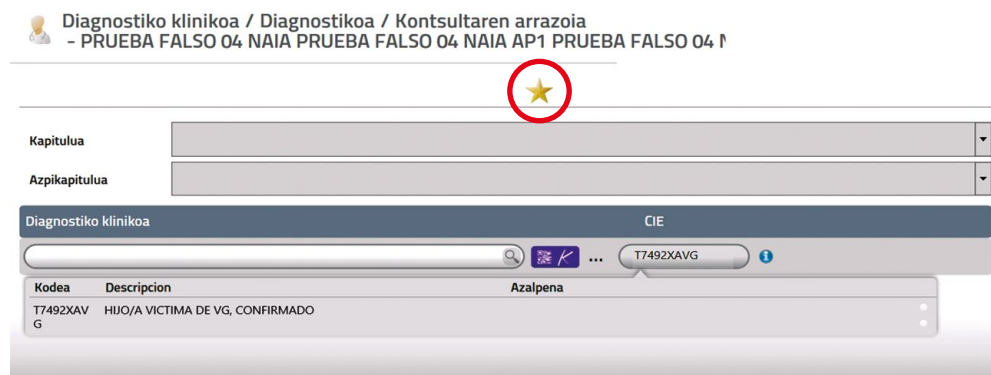 Diagnostiko klinikoa / Diagnostikoa / Kontsultaren arrazoia
- PRUEBA FALSO 04 NAIA PRUEBA FALSO 04 NAIA AP1 PRUEBA FALSO 04 N
Kapitulua
Azpikapitulua
Diagnostiko klinikoa CIE
K ... T7492XAVG
Kodea Descripcion Azalpena
T7492XAV HIJO/A VICTIMA DE VG, CONFIRMADO
G